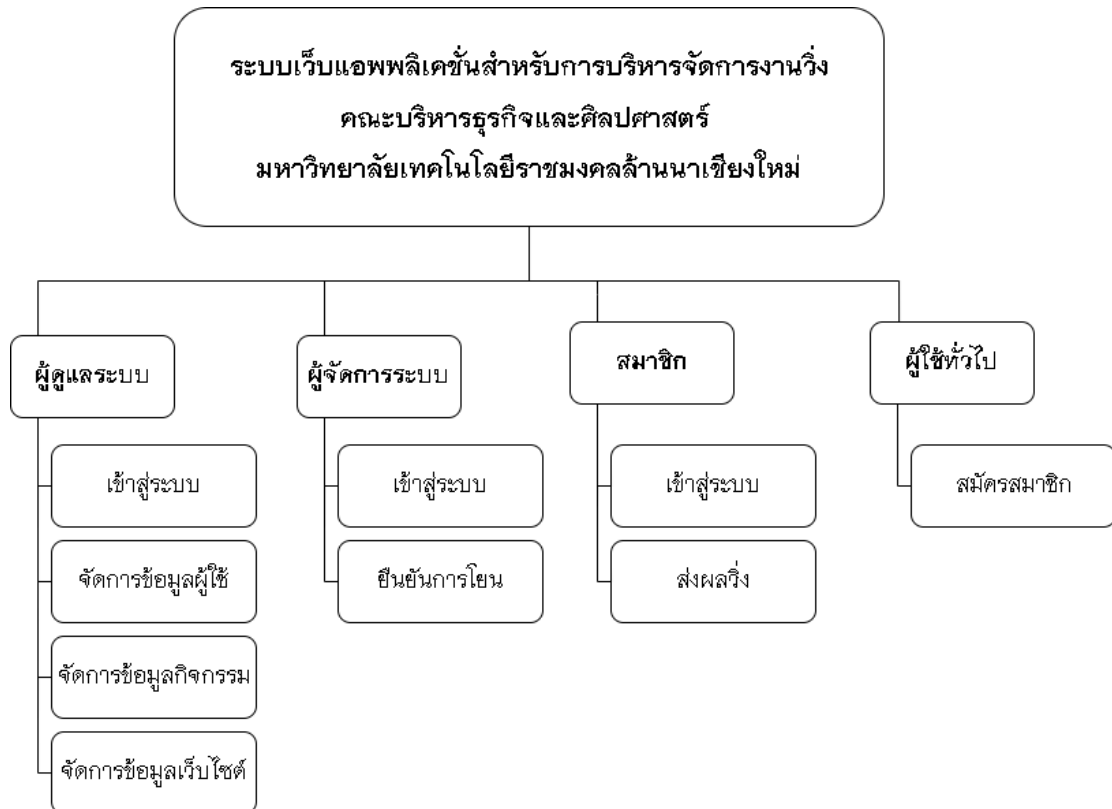 ระบบเว็บแอพพลิเคชั่นสำหรับการบริหารจัดการงานวิ่ง
คณะบริหารธุรกิจและศิลปศาสตร์
มหาวิทยาลัยเทคโนโลยีราชมงคลล้านนาเชียงใหม่
ผู้ดูแลระบบ
เข้าสู่ระบบ
จัดการข้อมูลผู้ใช้
จัดการข้อมูลกิจกรรม
จัดการข้อมูลเว็บไซต์
ผู้จัดการระบบ
เข้าสู่ระบบ
ยืนยันการโอน
สมาชิก
เข้าสู่ระบบ
ส่งผลวิ่ง
ผู้ใช้ทั่วไป
สมัครสมาชิก